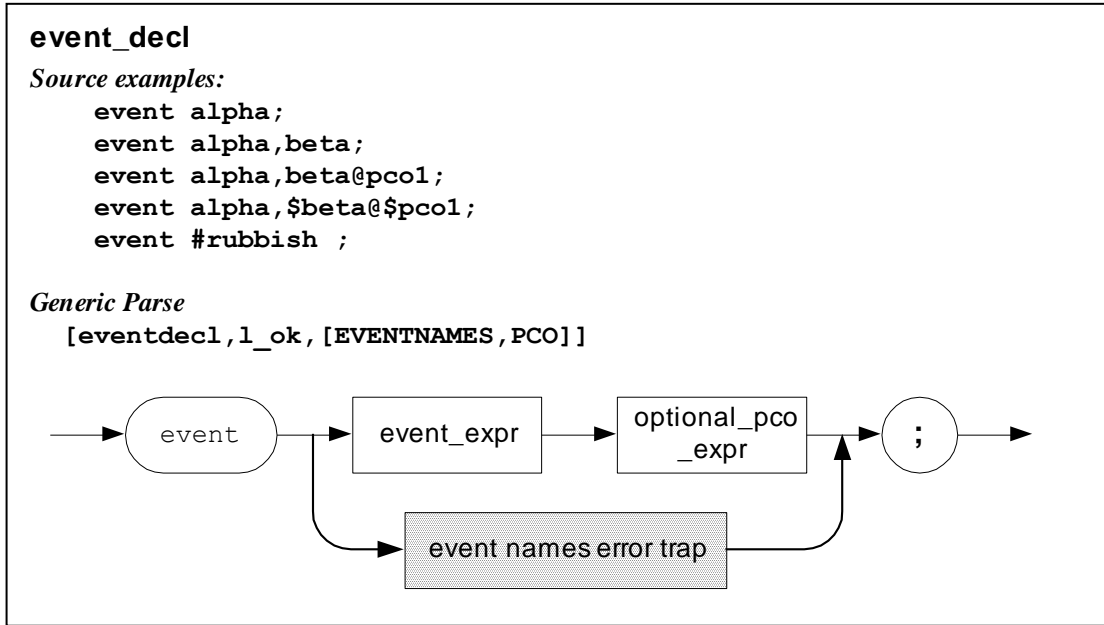 event_decl
Source examples:
event alpha;
event alpha,beta;
event alpha,beta@pco1;
event alpha,$beta@$pco1;
event #rubbish ;
Generic Parse
[eventdecl,l_ok,[EVENTNAMES,PCO]]
event
event_expr
optional_pco
_expr
;
event names error trap